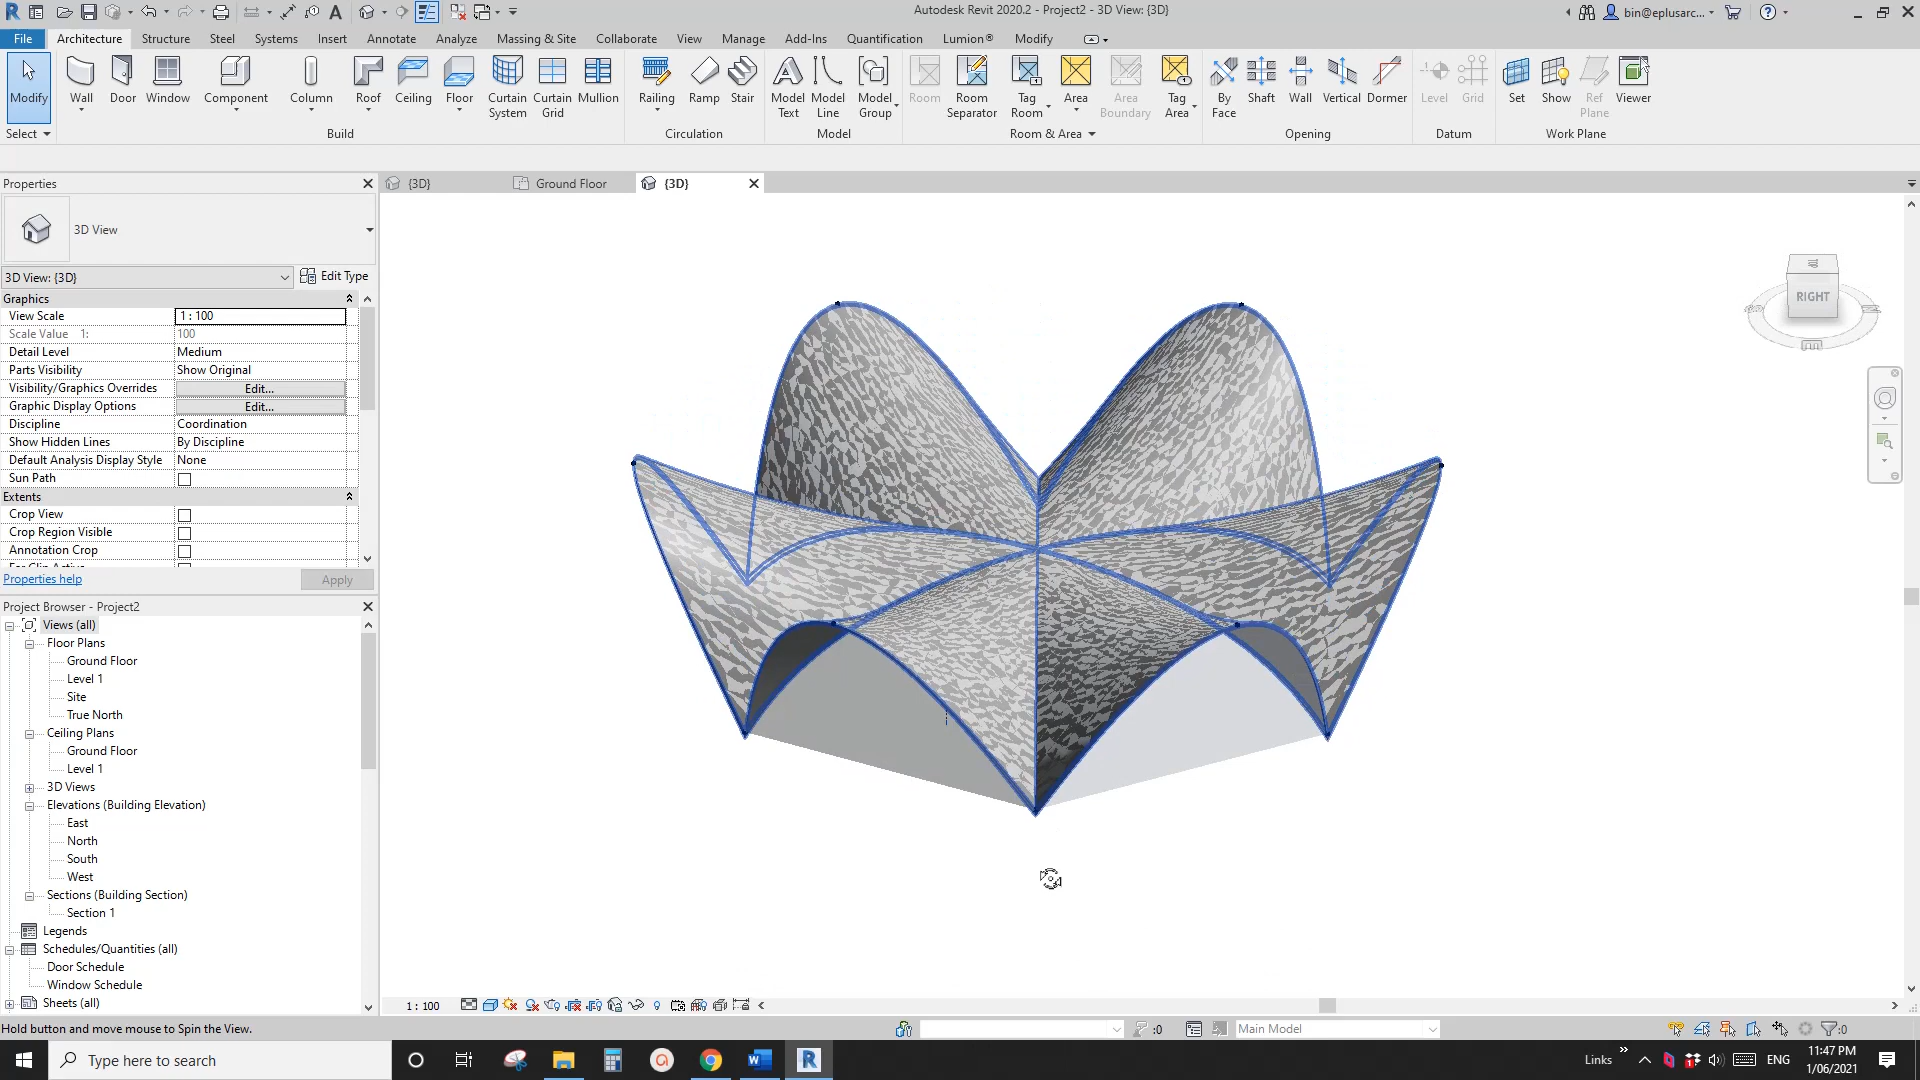 Autodesk Revit 2020.2 - Project2 - 3D View: {3D}
bin@eplusarc...
File Architecture Structure Steel Systems Insert Annotate Analyze Massing & Site Collaborate View Manage Add-Ins Quantification Lumion® Modify
Modify Wall Door Window Component Column Roof Ceiling Floor Curtain System Curtain Grid Mullion Railing Ramp Stair Model Text Model Line Model Group Room Room Separator Tag Room Area Area Boundary Tag Area By Face Shaft Wall Vertical Dormer Level Grid Set Show Ref Plane Viewer
Select Build Circulation Model Room & Area Opening Datum Work Plane
Properties
{3D} Ground Floor {3D}
3D View
3D View: {3D} Edit Type
Graphics
View Scale 1 : 100
Scale Value 1: 100
Detail Level Medium
Parts Visibility Show Original
Visibility/Graphics Overrides Edit...
Graphic Display Options Edit...
Discipline Coordination
Show Hidden Lines By Discipline
Default Analysis Display Style None
Sun Path
Extents
Crop View
Crop Region Visible
Annotation Crop
Properties help Apply
RIGHT
Project Browser - Project2
Views (all)
Floor Plans
Ground Floor
Level 1
Site
True North
Ceiling Plans
Ground Floor
Level 1
3D Views
Elevations (Building Elevation)
East
North
South
West
Sections (Building Section)
Section 1
Legends
Schedules/Quantities (all)
Door Schedule
Window Schedule
Sheets (all)
1 : 100
Hold button and move mouse to Spin the View.
:0
Main Model
:0
Type here to search
Links
ENG
11:47 PM
1/06/2021